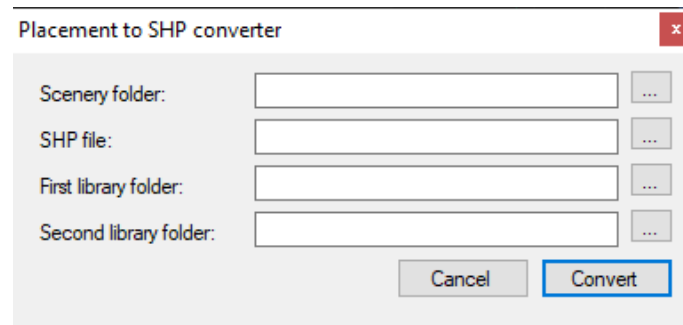 Placement to SHP converter
x
Scenery folder:
...
SHP file:
...
First library folder:
...
Second library folder:
...
Cancel
Convert